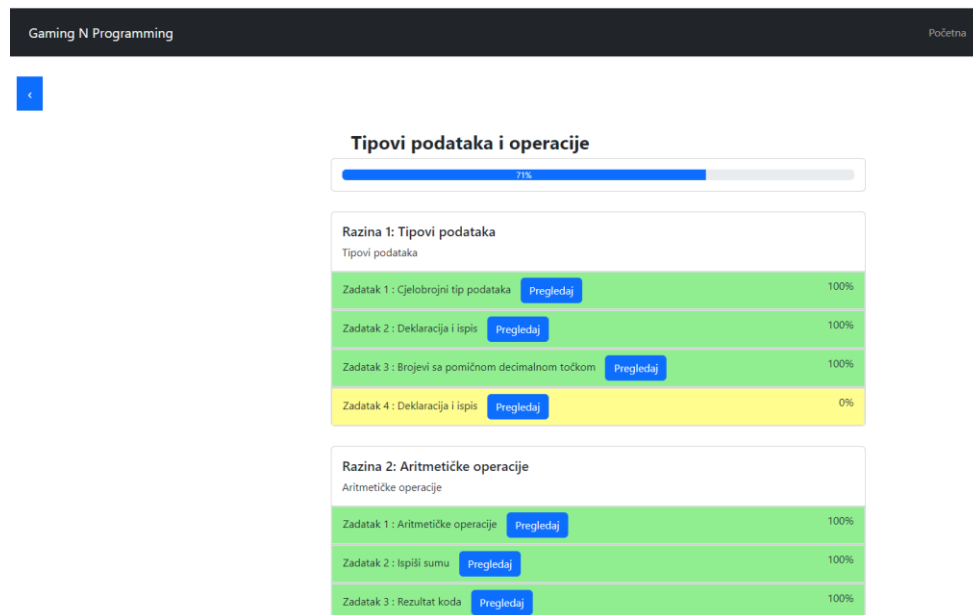 Gaming N Programming Početna
‹
Tipovi podataka i operacije
71%
Razina 1: Tipovi podataka
Tipovi podataka
Zadatak 1 : Cjelobrojni tip podataka Pregledaj 100%
Zadatak 2 : Deklaracija i ispis Pregledaj 100%
Zadatak 3 : Brojevi sa pomičnom decimalnom točkom Pregledaj 100%
Zadatak 4 : Deklaracija i ispis Pregledaj 0%
Razina 2: Aritmetičke operacije
Aritmetičke operacije
Zadatak 1 : Aritmetičke operacije Pregledaj 100%
Zadatak 2 : Ispiši sumu Pregledaj 100%
Zadatak 3 : Rezultat koda Pregledaj 100%